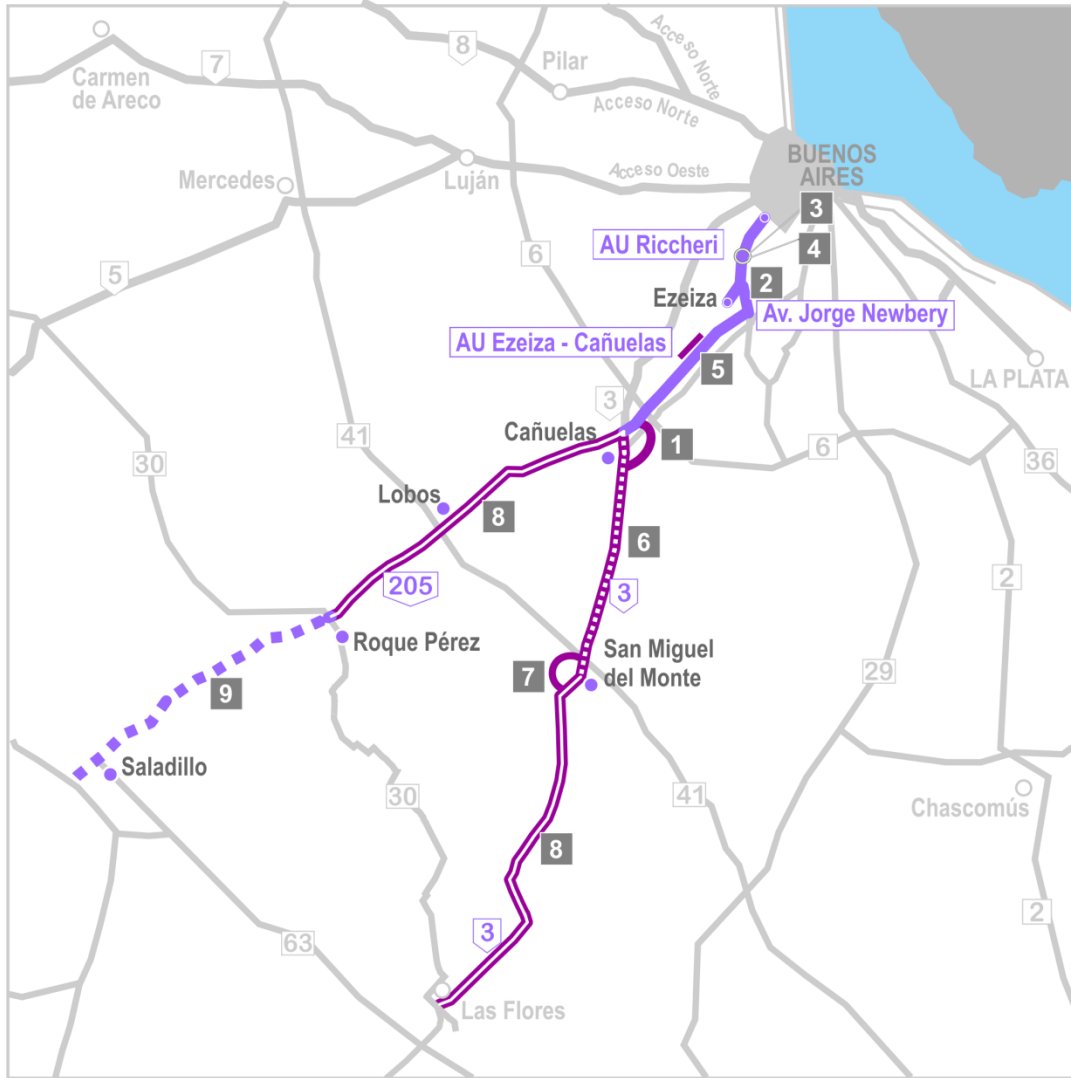 8
Acceso Norte
Carmen
de Areco
7
Pilar
Acceso Norte
BUENOS
AIRES
Acceso Oeste
Luján
Mercedes
3
AU Riccheri
4
6
5
2
Ezeiza
Av. Jorge Newbery
AU Ezeiza - Cañuelas
5
LA PLATA
3
Cañuelas
41
1
6
30
36
Lobos
8
6
2
205
3
Roque Pérez
San Miguel
del Monte
7
29
9
Saladillo
30
41
Chascomús
8
2
3
63
Las Flores